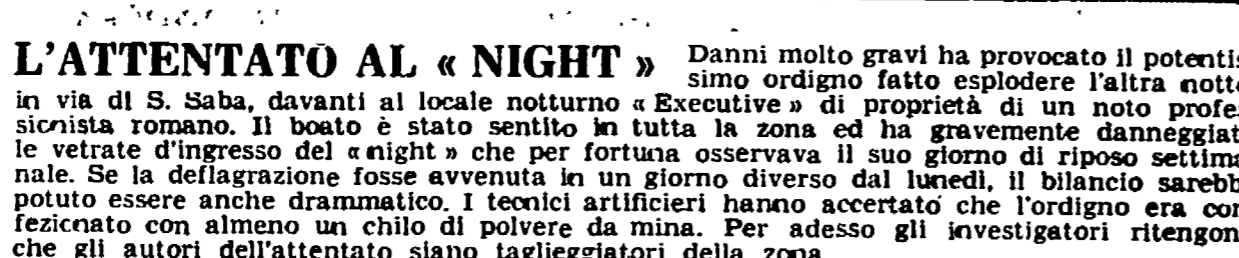 L'ATTENTATO AL « NIGHT » Danni molto gravi ha provocato il potentis
simo ordigno fatto esplodere l'altra notte
in via di S. Saba, davanti al locale notturno « Executive » di proprietà di un noto profes
sionista romano. Il boato è stato sentito in tutta la zona ed ha gravemente danneggiat
le vetrate d'ingresso del « night » che per fortuna osservava il suo giorno di riposo settima
nale. Se la deflagrazione fosse avvenuta in un giorno diverso dal lunedì, il bilancio sarebb
potuto essere anche drammatico. I tecnici artificieri hanno accertato che l'ordigno era con
fezionato con almeno un chilo di polvere da mina. Per adesso gli investigatori ritengon
che gli autori dell'attentato siano taglieggiatori della zona